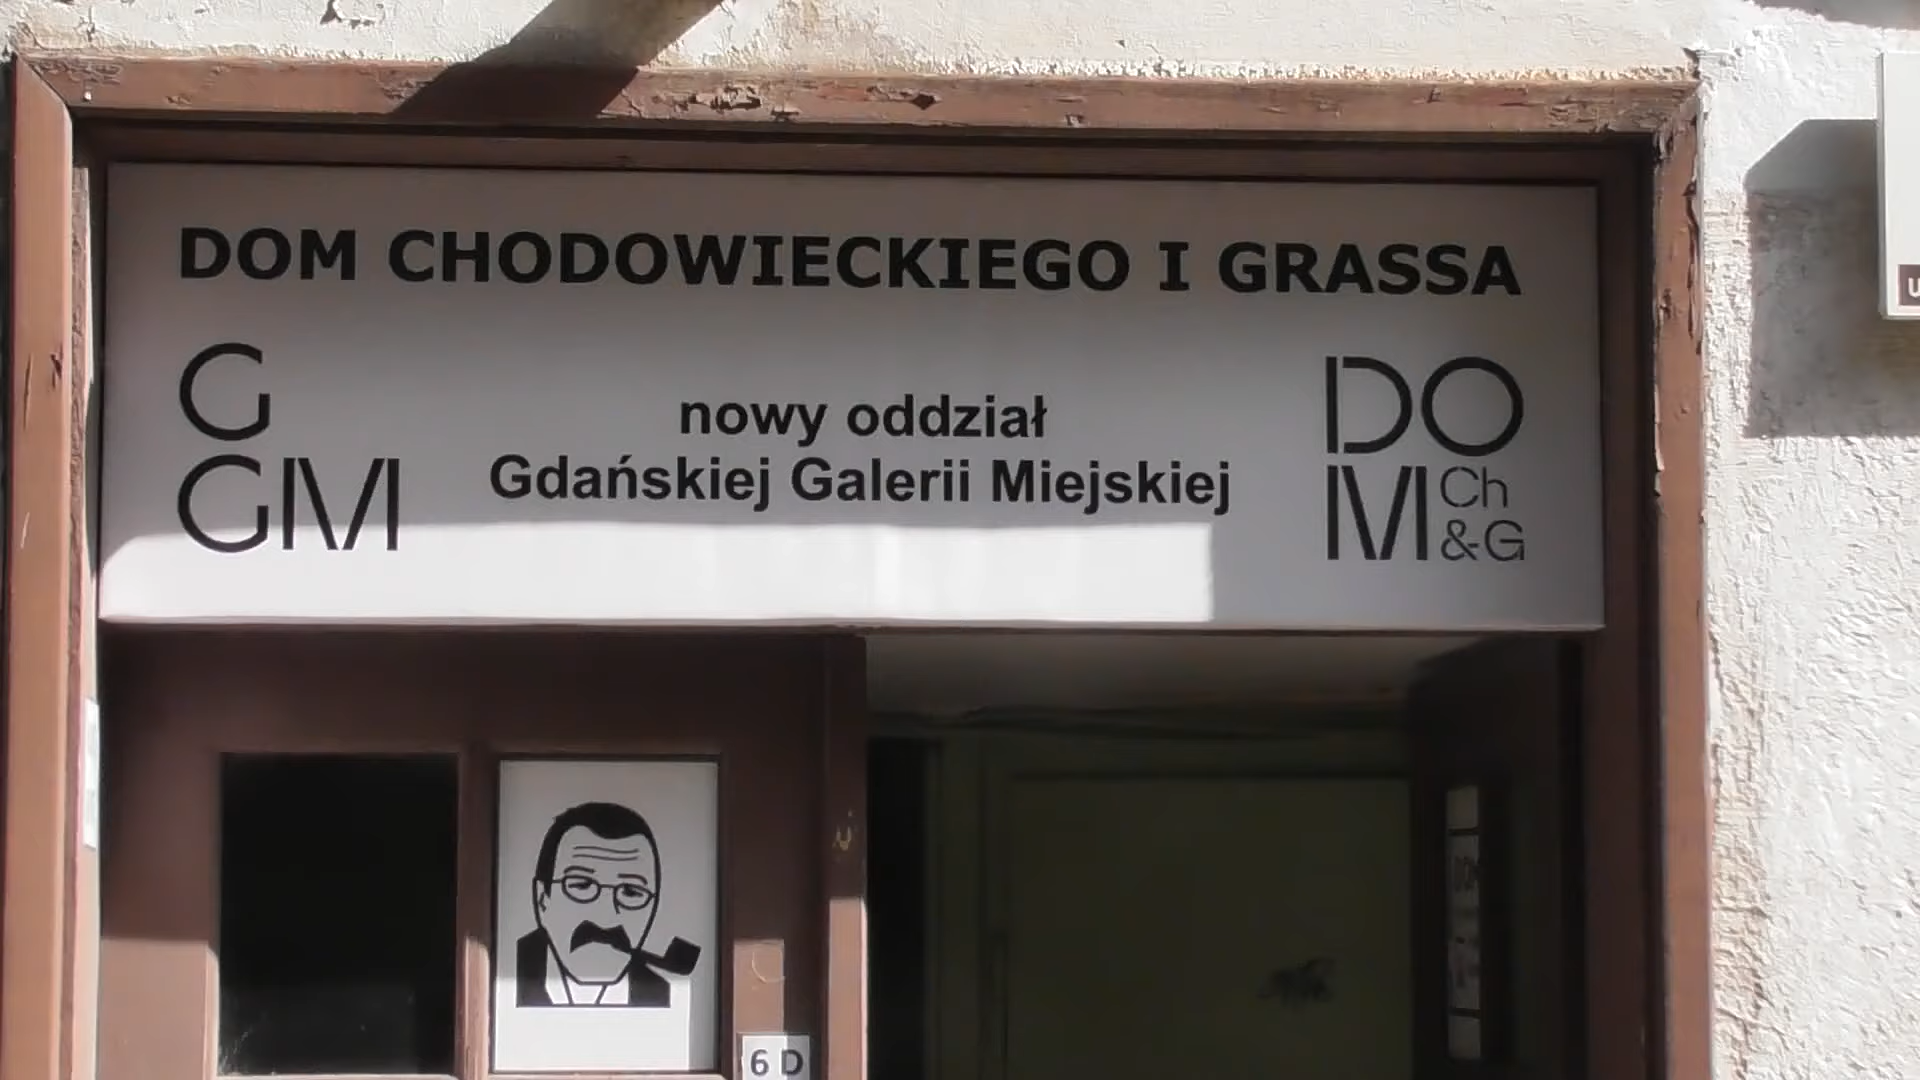 DOM CHODOWIECKIEGO I GRASSA
G
GM
nowy oddział
Gdańskiej Galerii Miejskiej
DO
M Ch
&G
6 D